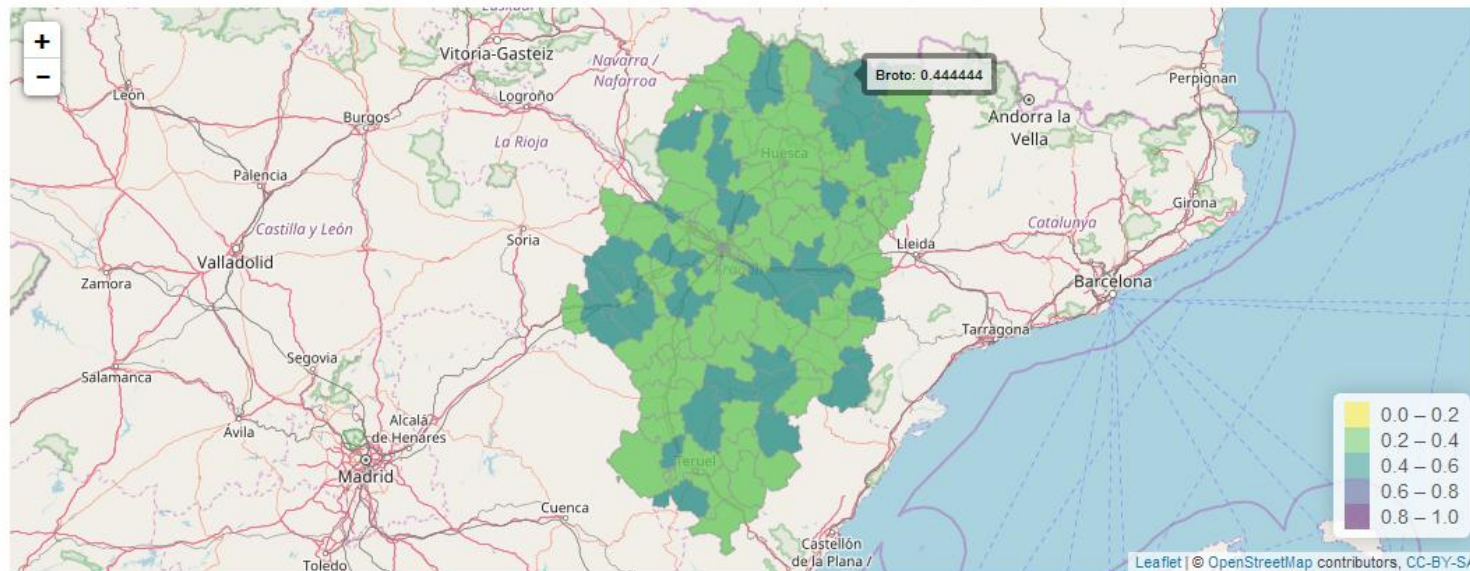 +
−
Euskadi
Vitoria-Gasteiz
Navarra /
Nafarroa
Broto: 0.444444
Perpignan
León
Logroño
Andorra la
Vella
Burgos
La Rioja
Huesca
Palencia
Castilla y León
Soria
Catalunya
Girona
Valladolid
Lleida
Zamora
Aragón
Barcelona
Tarragona
Segovia
Salamanca
Ávila
Alcalá
de Henares
Madrid
Teruel
Cuenca
Toledo
Castellón
de la Plana /
0.0 – 0.2
0.2 – 0.4
0.4 – 0.6
0.6 – 0.8
0.8 – 1.0
Leaflet | © OpenStreetMap contributors, CC-BY-SA